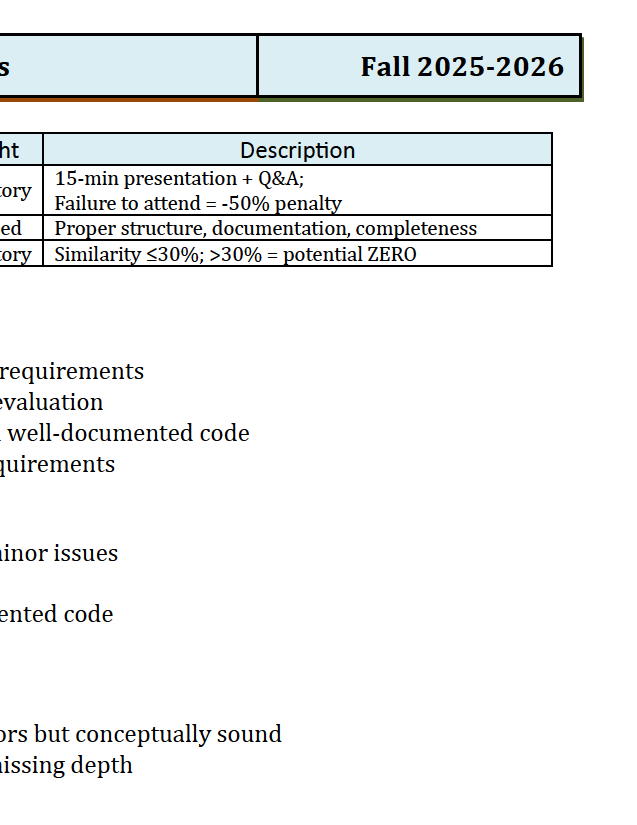 s
Fall 2025-2026
ht
Description
tory
15-min presentation + Q&A;
Failure to attend = -50% penalty
ed
Proper structure, documentation, completeness
tory
Similarity ≤30%; >30% = potential ZERO
requirements
evaluation
well-documented code
quirements
inor issues
ented code
ors but conceptually sound
issing depth